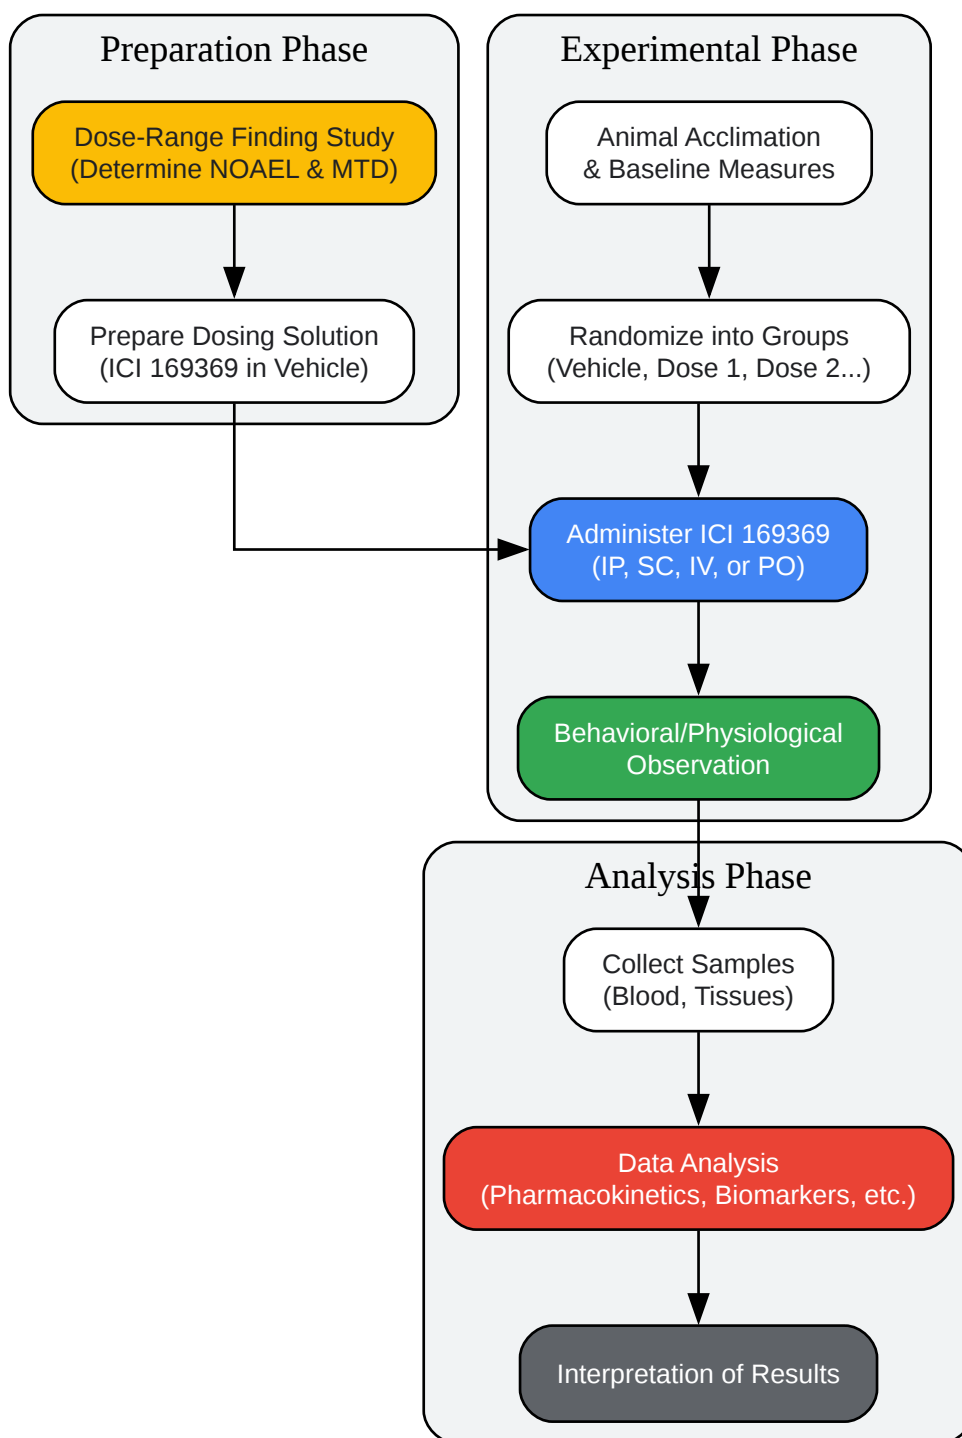 Preparation Phase
Dose-Range Finding Study
(Determine NOAEL & MTD)
Prepare Dosing Solution
(ICI 169369 in Vehicle)
Experimental Phase
Animal Acclimation
& Baseline Measures
Randomize into Groups
(Vehicle, Dose 1, Dose 2...)
Administer ICI 169369
(IP, SC, IV, or PO)
Behavioral/Physiological
Observation
Analysis Phase
Collect Samples
(Blood, Tissues)
Data Analysis
(Pharmacokinetics, Biomarkers, etc.)
Interpretation of Results